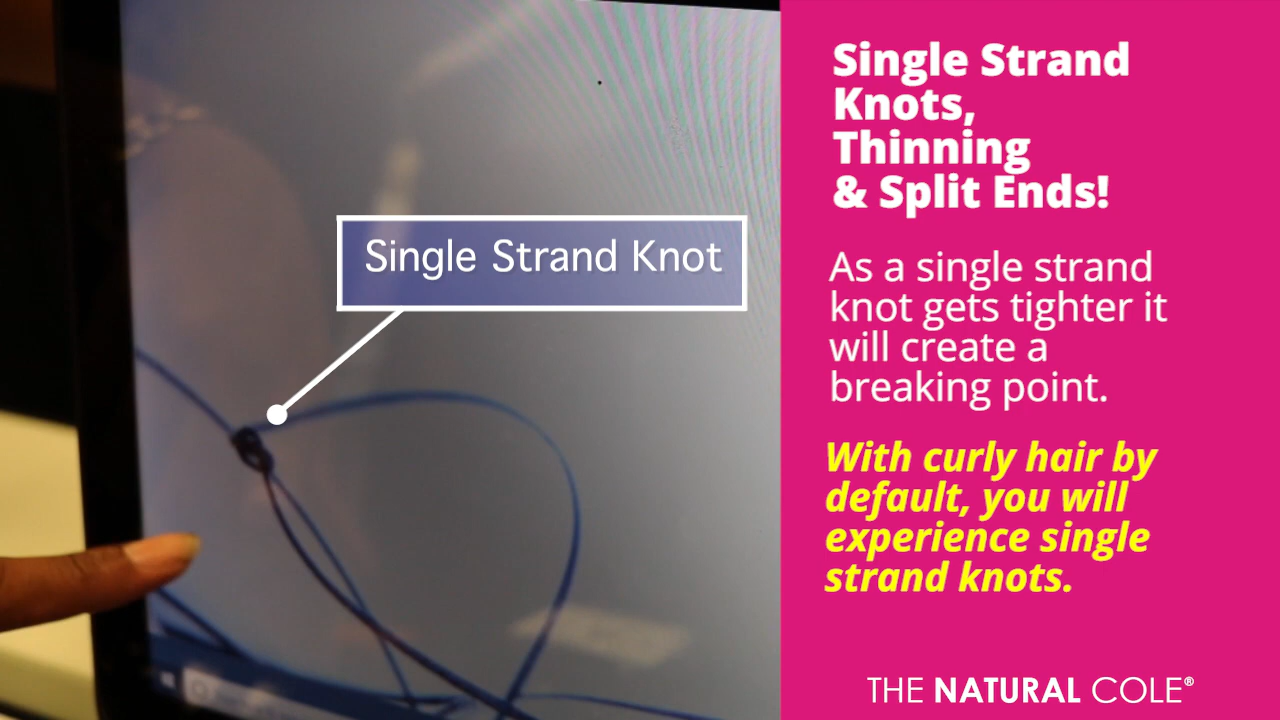 Single Strand Knot
Single Strand
Knots,
Thinning
& Split Ends!
As a single strand
knot gets tighter it
will create a
breaking point.
With curly hair by
default, you will
experience single
strand knots.
THE NATURAL COLE®